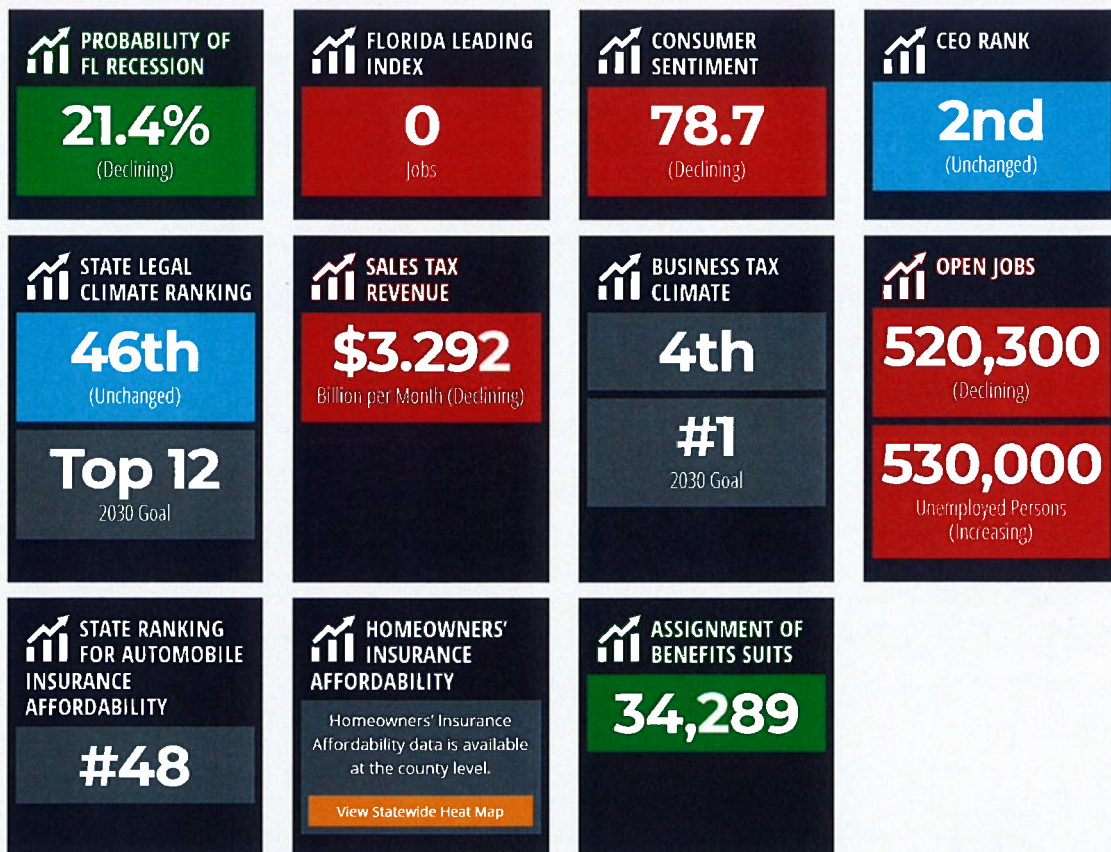 PROBABILITY OF
FL RECESSION
21.4%
(Declining)
FLORIDA LEADING
INDEX
0
Jobs
CONSUMER
SENTIMENT
78.7
(Declining)
CEO RANK
2nd
(Unchanged)
STATE LEGAL
CLIMATE RANKING
46th
(Unchanged)
Top 12
2030 Goal
SALES TAX
REVENUE
$3.292
Billion per Month (Declining)
BUSINESS TAX
CLIMATE
4th
#1
2030 Goal
OPEN JOBS
520,300
(Declining)
530,000
Unemployed Persons
(Increasing)
STATE RANKING
FOR AUTOMOBILE
INSURANCE
AFFORDABILITY
#48
HOMEOWNERS'
INSURANCE
AFFORDABILITY
Homeowners' Insurance
Affordability data is available
at the county level.
View Statewide Heat Map
ASSIGNMENT OF
BENEFITS SUITS
34,289